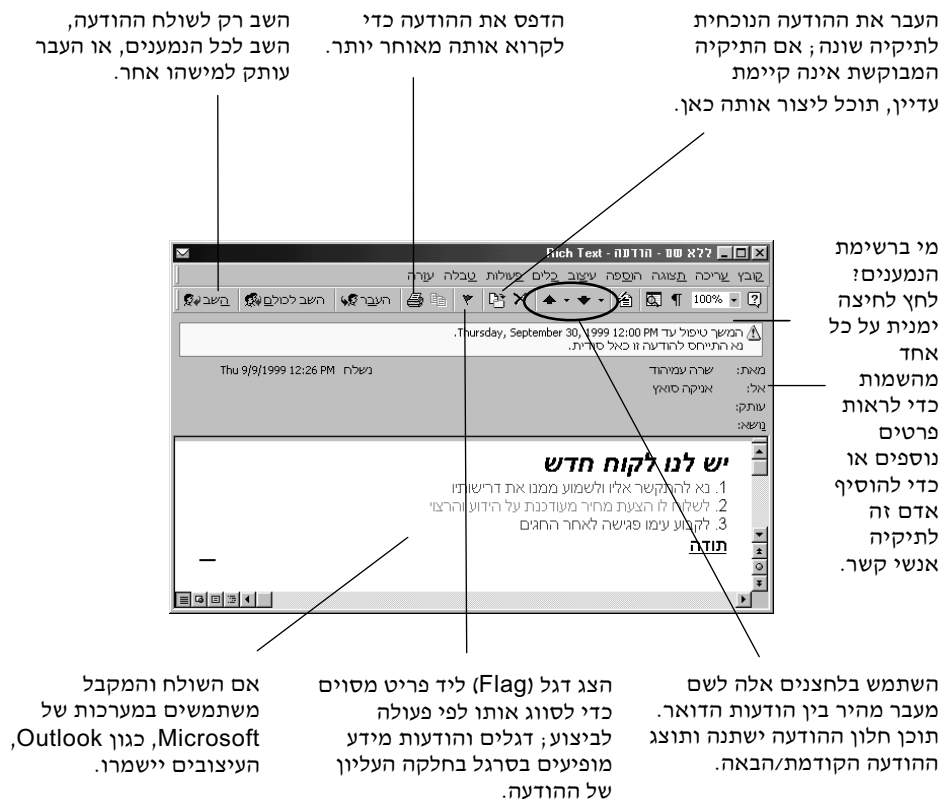 העבר את ההודעה הנוכחית
לתיקיה שונה; אם התיקיה
המבוקשת אינה קיימת
עדיין, תוכל ליצור אותה כאן.
הדפס את ההודעה כדי
לקרוא אותה מאוחר יותר.
השב רק לשולח ההודעה,
השב לכל הנמענים, או העבר
עותק למישהו אחר.
מי ברשימת
הנמענים?
לחץ לחיצה
ימנית על כל
אחד
מהשמות
כדי לראות
פרטים
נוספים או
כדי להוסיף
אדם זה
לתיקיה
אנשי קשר.
ללא שם - הודעה - Rich Text
קובץ עריכה תצוגה הוספה עיצוב כלים פעולות טבלה עזרה
100% העבר השב לכולם השב
המשך טיפול עד Thursday, September 30, 1999 12:00 PM.
נא התייחס להודעה זו כאל סודית.
מאת: שרה עמיהוד נשלח Thu 9/9/1999 12:26 PM
אל: אניקה סואץ
עותק:
נושא:
יש לנו לקוח חדש
1. נא להתקשר אליו ולשמוע ממנו את דרישותיו
2. לשלוח לו הצעת מחיר מעודכנת על הידוע והרצוי
3. לקבוע עימו פגישה לאחר החגים
תודה
השתמש בלחצנים אלה לשם
מעבר מהיר בין הודעות הדואר.
תוכן חלון ההודעה ישתנה ותוצג
ההודעה הקודמת/הבאה.
הצג דגל (Flag) ליד פריט מסוים
כדי לסווג אותו לפי פעולה
לביצוע; דגלים והודעות מידע
מופיעים בסרגל בחלקה העליון
של ההודעה.
אם השולח והמקבל
משתמשים במערכות של
Microsoft, כגון Outlook,
העיצובים יישמרו.